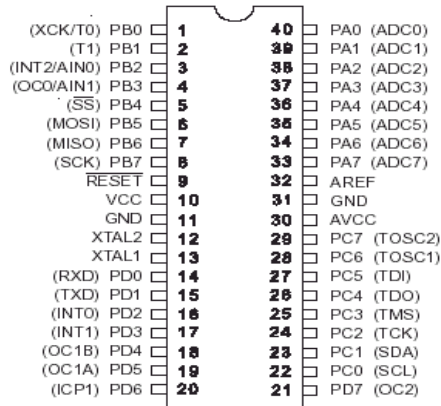 (XCK/T0) PB0 1 40 PA0 (ADC0)
(T1) PB1 2 39 PA1 (ADC1)
(INT2/AIN0) PB2 3 38 PA2 (ADC2)
(OC0/AIN1) PB3 4 37 PA3 (ADC3)
(SS) PB4 5 36 PA4 (ADC4)
(MOSI) PB5 6 35 PA5 (ADC5)
(MISO) PB6 7 34 PA6 (ADC6)
(SCK) PB7 8 33 PA7 (ADC7)
RESET 9 32 AREF
VCC 10 31 GND
GND 11 30 AVCC
XTAL2 12 29 PC7 (TOSC2)
XTAL1 13 28 PC6 (TOSC1)
(RXD) PD0 14 27 PC5 (TDI)
(TXD) PD1 15 26 PC4 (TDO)
(INT0) PD2 16 25 PC3 (TMS)
(INT1) PD3 17 24 PC2 (TCK)
(OC1B) PD4 18 23 PC1 (SDA)
(OC1A) PD5 19 22 PC0 (SCL)
(ICP1) PD6 20 21 PD7 (OC2)